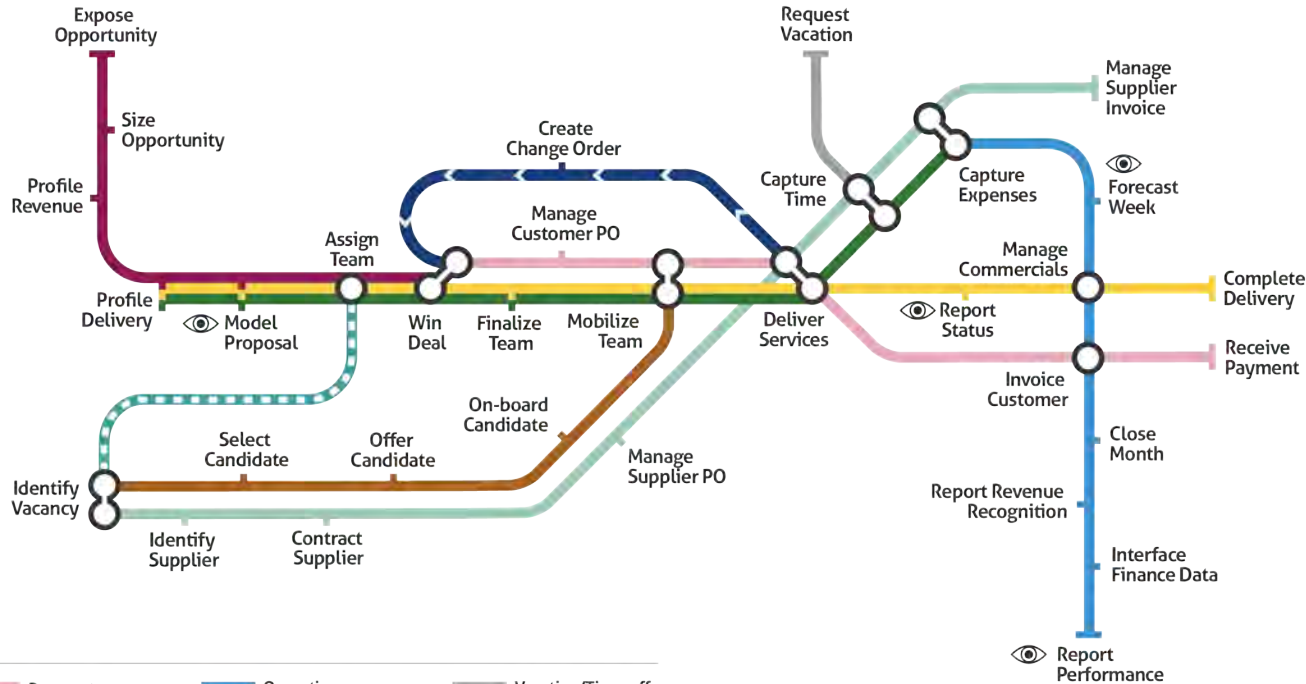 Expose
Opportunity
Size
Opportunity
Profile
Revenue
Profile
Delivery
Model
Proposal
Assign
Team
Win
Deal
Create
Change Order
Manage
Customer PO
Finalize
Team
Mobilize
Team
Deliver
Services
Request
Vacation
Capture
Time
Capture
Expenses
Manage
Supplier
Invoice
Forecast
Week
Manage
Commercials
Report
Status
Complete
Delivery
Receive
Payment
Invoice
Customer
Close
Month
Report Revenue
Recognition
Interface
Finance Data
Report
Performance
Identify
Vacancy
Select
Candidate
Offer
Candidate
On-board
Candidate
Identify
Supplier
Contract
Supplier
Manage
Supplier PO